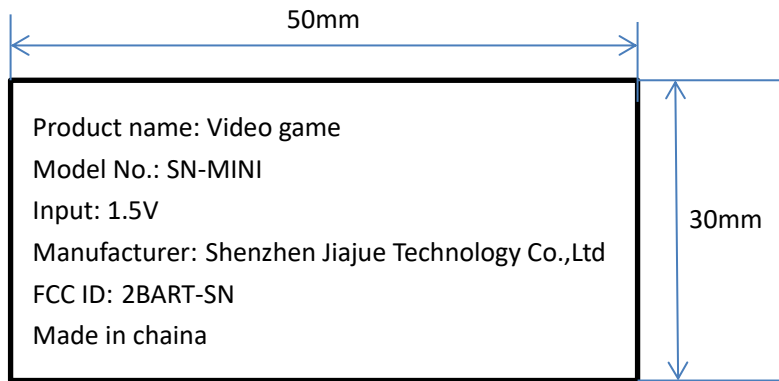 50mm
Product name: Video game
Model No.: SN-MINI
Input: 1.5V
Manufacturer: Shenzhen Jiajue Technology Co.,Ltd
30mm
FCC ID: 2BART-SN
Made in chaina